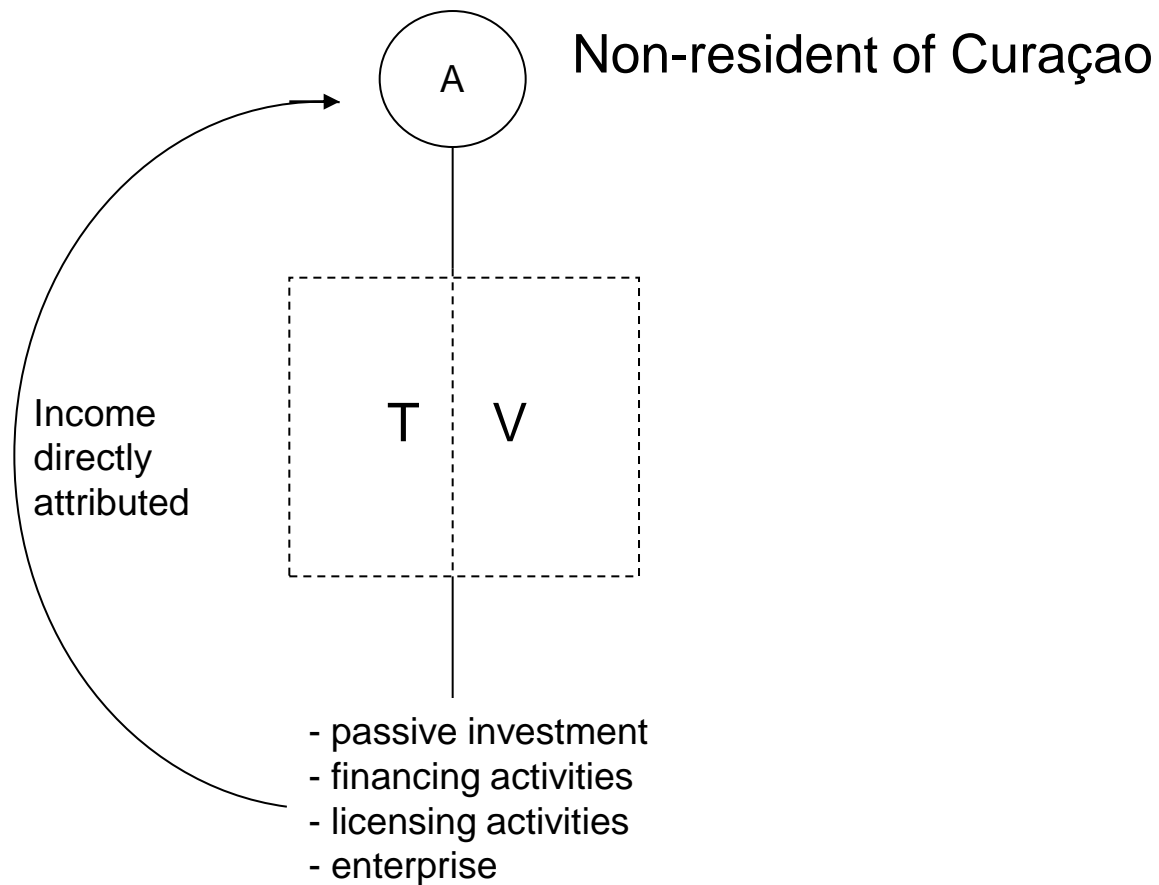 A
Non-resident of Curaçao
Income
directly
attributed
T V
- passive investment
- financing activities
- licensing activities
- enterprise